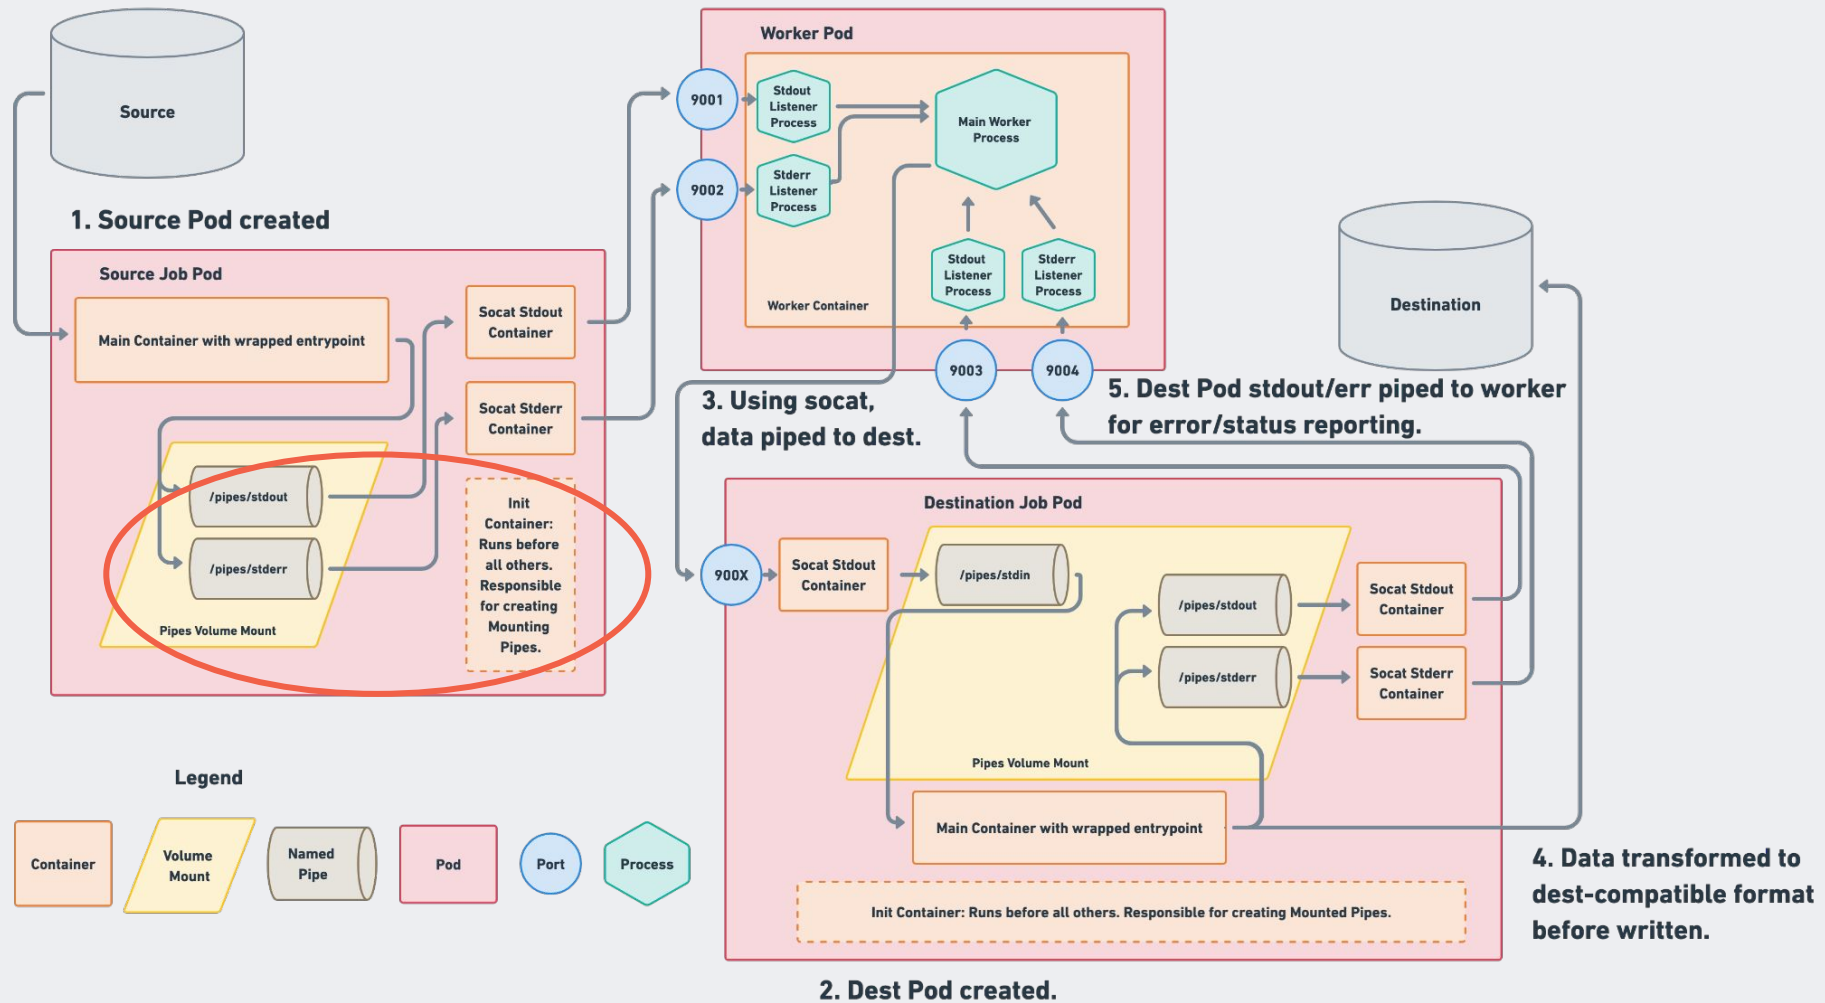 Source
1. Source Pod created
Source Job Pod
Main Container with wrapped entrypoint
Socat Stdout
Container
Socat Stderr
Container
/pipes/stdout
/pipes/stderr
Pipes Volume Mount
Init
Container:
Runs before
all others.
Responsible
for creating
Mounting
Pipes.
Worker Pod
9001
Stdout
Listener
Process
9002
Stderr
Listener
Process
Main Worker
Process
Stdout
Listener
Process
Stderr
Listener
Process
Worker Container
9003
9004
Destination
3. Using socat,
data piped to dest.
5. Dest Pod stdout/err piped to worker
for error/status reporting.
Destination Job Pod
900X
Socat Stdout
Container
/pipes/stdin
/pipes/stdout
/pipes/stderr
Socat Stdout
Container
Socat Stderr
Container
Pipes Volume Mount
Main Container with wrapped entrypoint
Init Container: Runs before all others. Responsible for creating Mounted Pipes.
4. Data transformed to
dest-compatible format
before written.
2. Dest Pod created.
Legend
Container
Volume
Mount
Named
Pipe
Pod
Port
Process